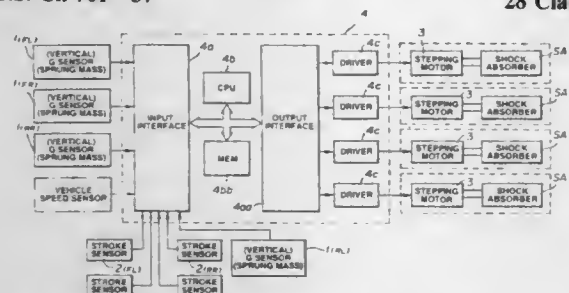 28 Cla
4
1(FL)
(VERTICAL)
G SENSOR
(SPRUNG MASS)
1(FR)
(VERTICAL)
G SENSOR
(SPRUNG MASS)
(VERTICAL)
G SENSOR
(SPRUNG MASS)
VEHICLE
SPEED SENSOR
4a
INPUT
INTERFACE
4b
CPU
MEM
4bb
OUTPUT
INTERFACE
4aa
4c
DRIVER
4c
DRIVER
4c
DRIVER
4c
DRIVER
3
STEPPING
MOTOR
SHOCK
ABSORBER
SA
3
STEPPING
MOTOR
SHOCK
ABSORBER
SA
3
STEPPING
MOTOR
SHOCK
ABSORBER
SA
3
STEPPING
MOTOR
SHOCK
ABSORBER
SA
STROKE
SENSOR
2(FL)
STROKE
SENSOR
2(RR)
STROKE
SENSOR
STROKE
SENSOR
(VERTICAL)
G SENSOR
(SPRUNG MASS)
1(RL)